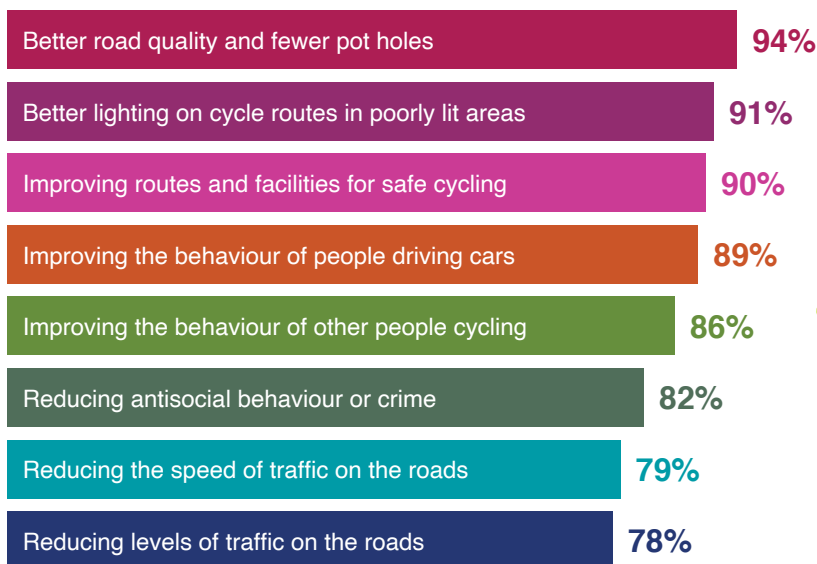 Better road quality and fewer pot holes 94%
Better lighting on cycle routes in poorly lit areas 91%
Improving routes and facilities for safe cycling 90%
Improving the behaviour of people driving cars 89%
Improving the behaviour of other people cycling 86%
Reducing antisocial behaviour or crime 82%
Reducing the speed of traffic on the roads 79%
Reducing levels of traffic on the roads 78%